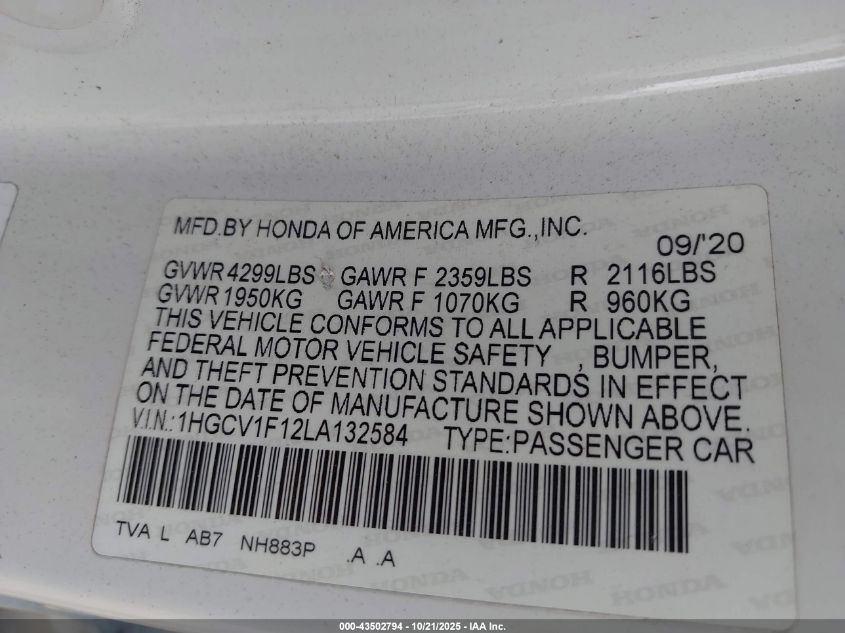 MFD.BY HONDA OF AMERICA MFG.,INC.
09/'20
GVWR 4299LBS GAWR F 2359LBS R 2116LBS
GVWR 1950KG GAWR F 1070KG R 960KG
THIS VEHICLE CONFORMS TO ALL APPLICABLE
FEDERAL MOTOR VEHICLE SAFETY , BUMPER,
AND THEFT PREVENTION STANDARDS IN EFFECT
ON THE DATE OF MANUFACTURE SHOWN ABOVE.
V.I.N.:1HGCV1F12LA132584 TYPE:PASSENGER CAR
TVA L AB7 NH883P .A .A
000-43502794 - 10/21/2025 - IAA Inc.